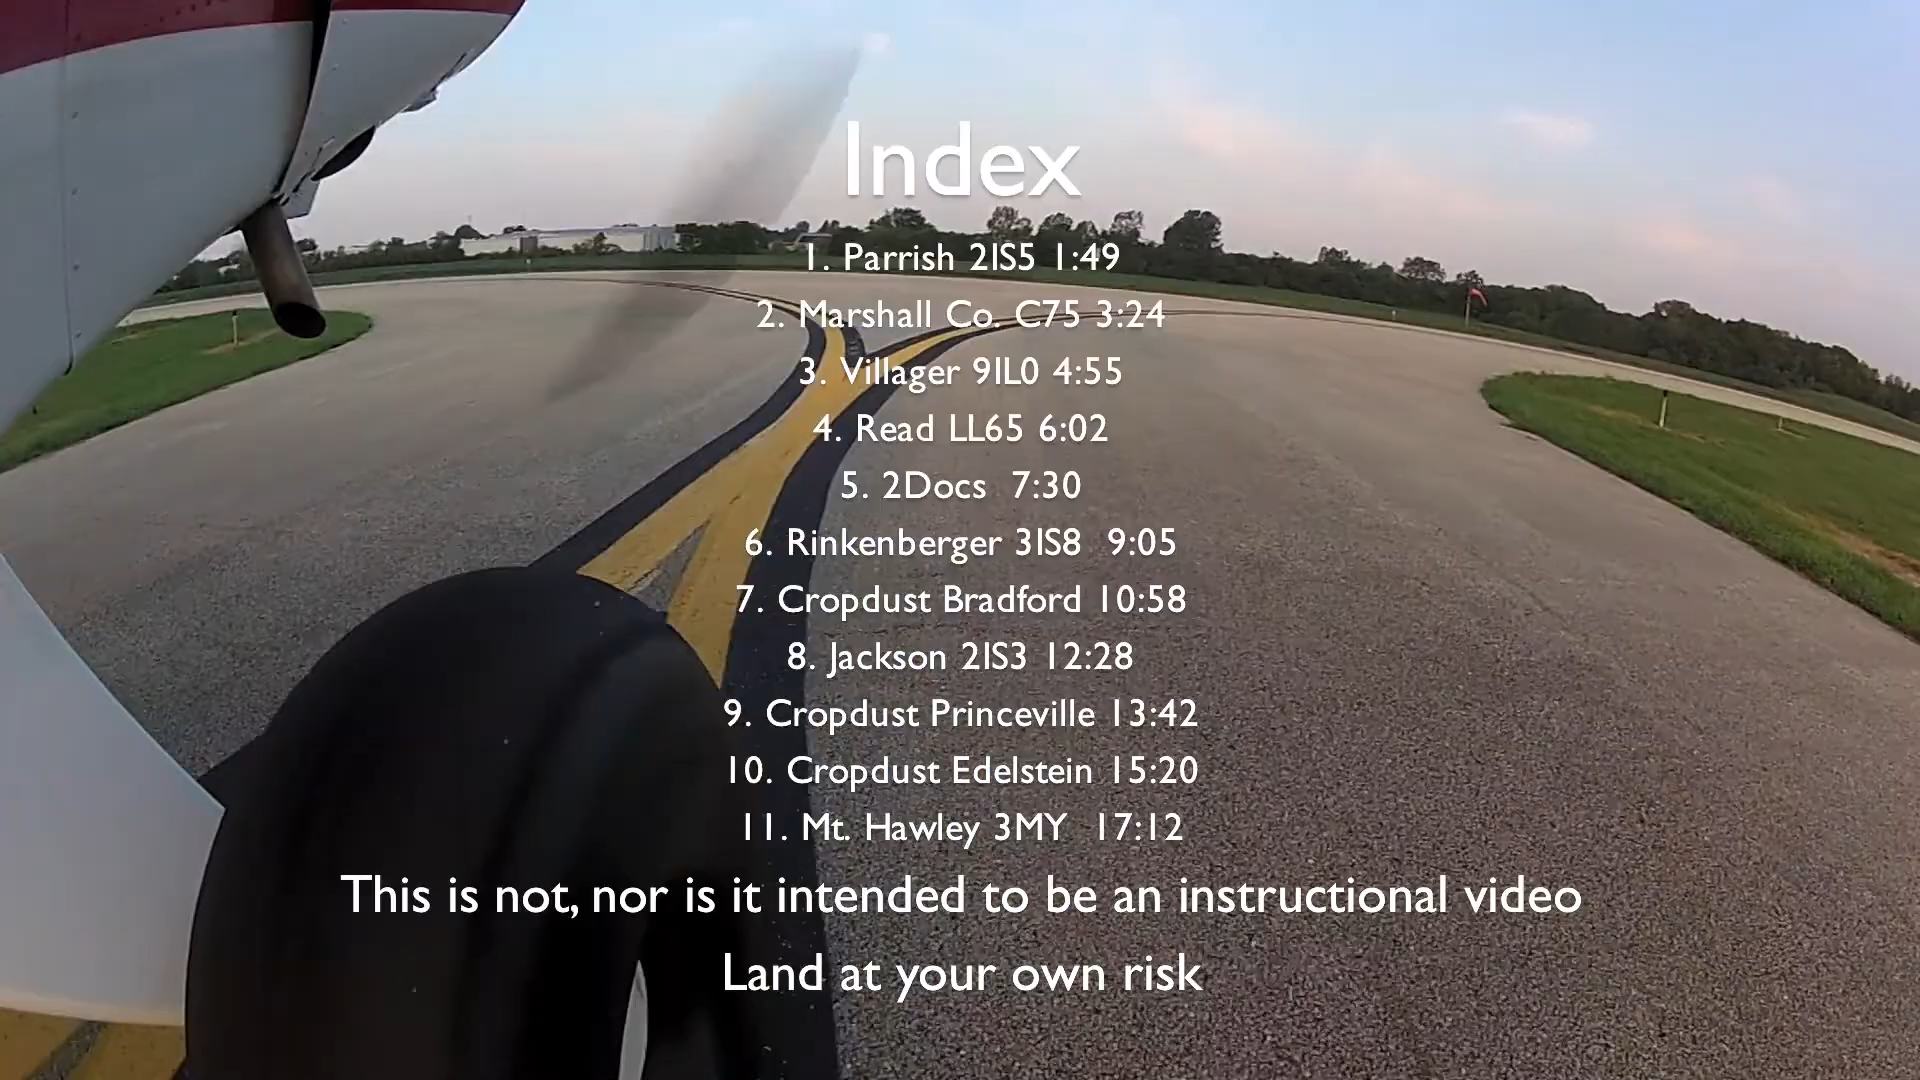 Index
1. Parrish 2IS5 1:49
2. Marshall Co. C75 3:24
3. Villager 9IL0 4:55
4. Read LL65 6:02
5. 2Docs  7:30
6. Rinkenberger 3IS8  9:05
7. Cropdust Bradford 10:58
8. Jackson 2IS3 12:28
9. Cropdust Princeville 13:42
10. Cropdust Edelstein 15:20
11. Mt. Hawley 3MY  17:12
This is not, nor is it intended to be an instructional video
Land at your own risk